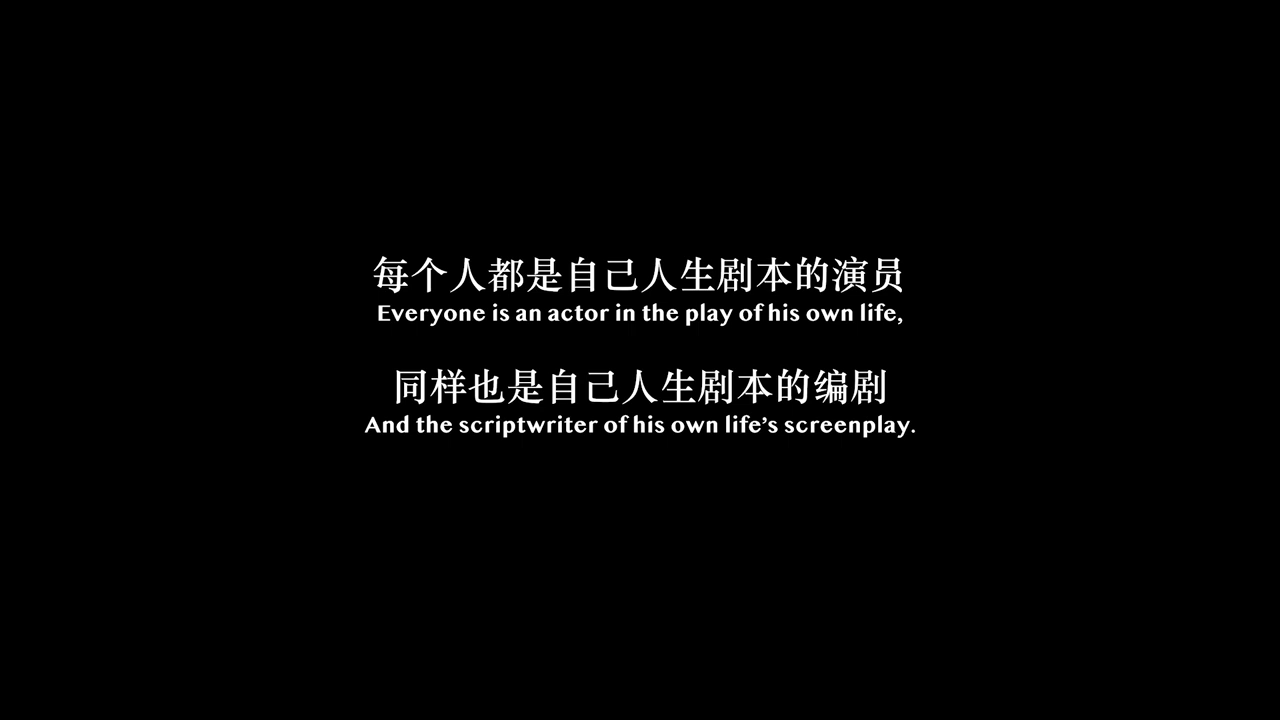 每个人都是自己人生剧本的演员
Everyone is an actor in the play of his own life,
同样也是自己人生剧本的编剧
And the scriptwriter of his own life’s screenplay.